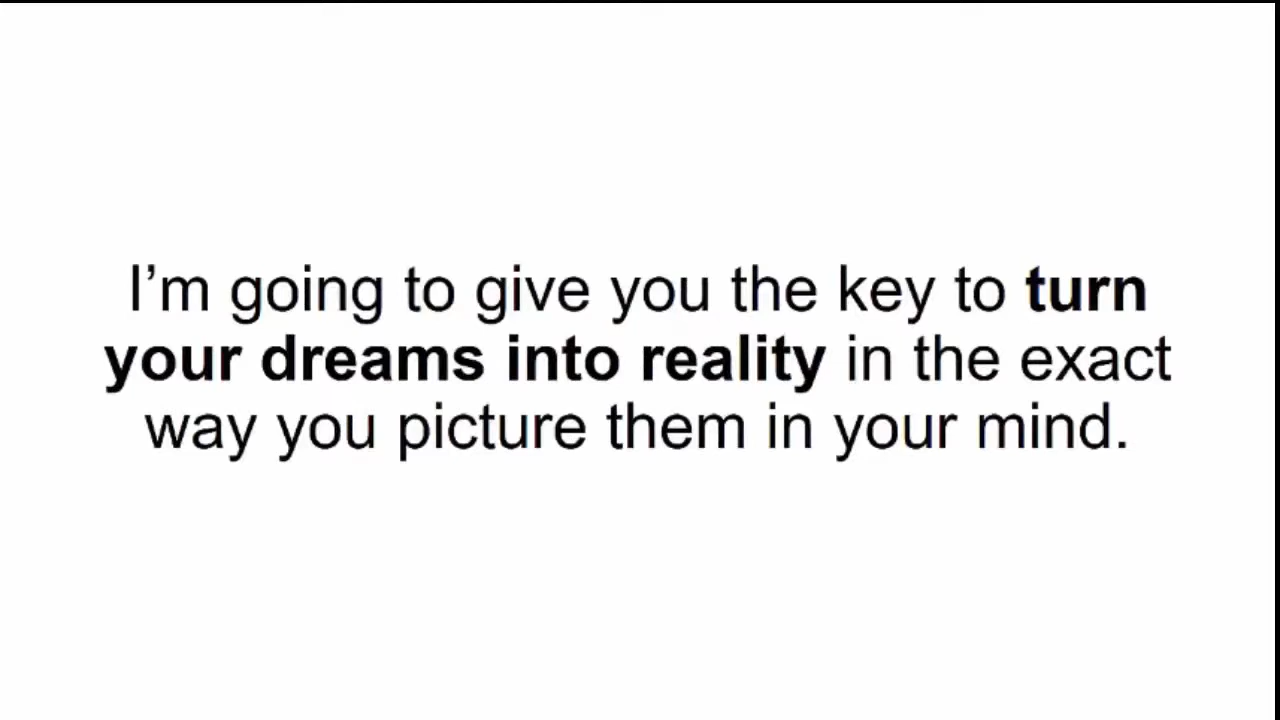 I’m going to give you the key to turn
your dreams into reality in the exact
way you picture them in your mind.